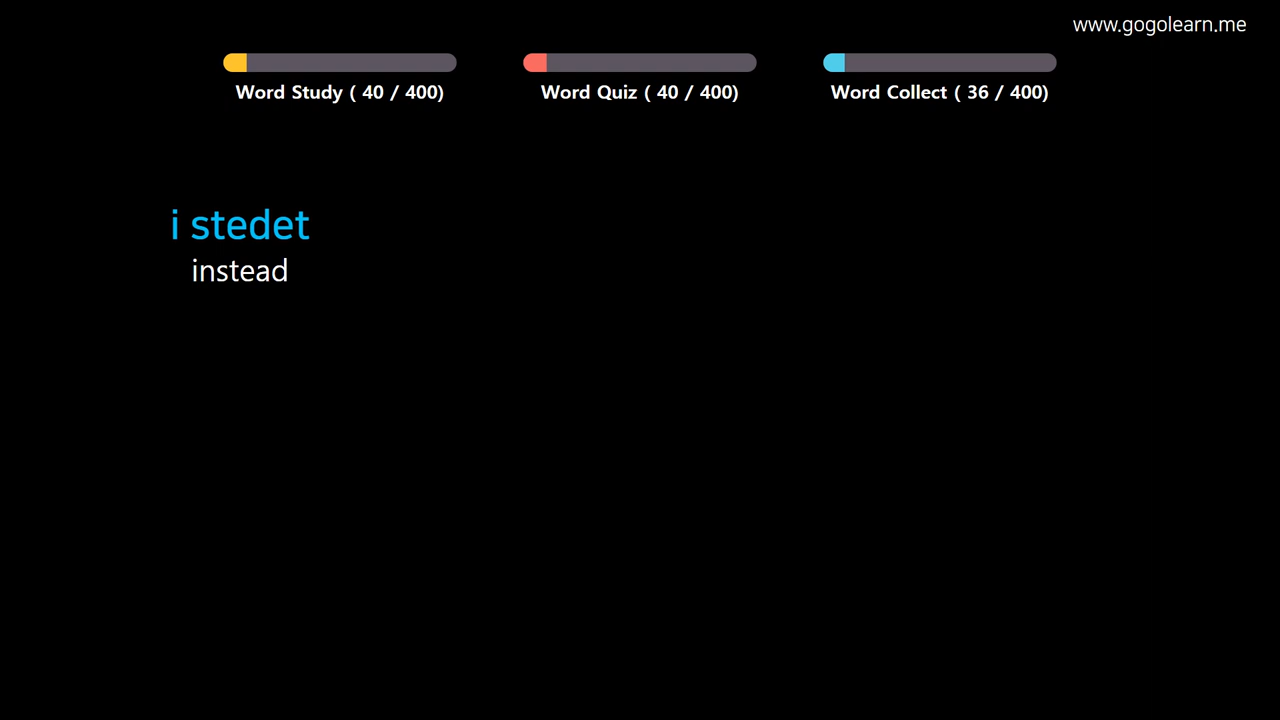 www.gogolearn.me
Word Study ( 40 / 400)
Word Quiz ( 40 / 400)
Word Collect ( 36 / 400)
i stedet
instead